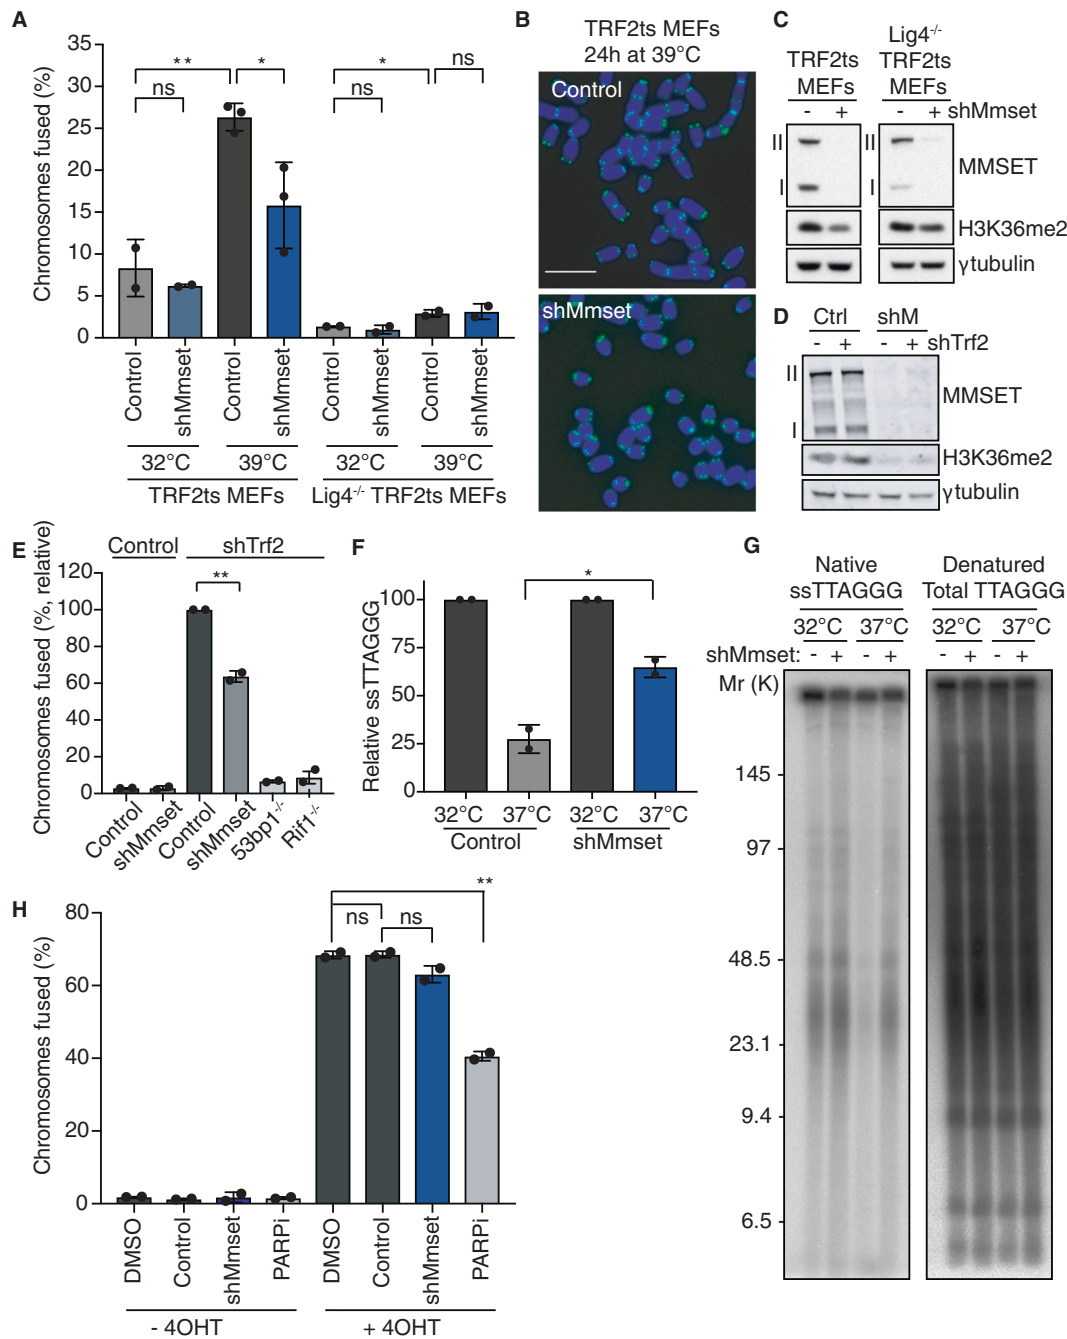 A
Chromosomes fused (%)
35
30
25
20
15
10
5
0
** *
ns
* ns
ns
Control
shMmset
Control
shMmset
Control
shMmset
Control
shMmset
32°C 39°C 32°C 39°C
TRF2ts MEFs Lig4-/- TRF2ts MEFs
B
TRF2ts MEFs
24h at 39°C
Control
shMmset
C
TRF2ts MEFs
Lig4-/- TRF2ts MEFs
- + - + shMmset
II II
I I
MMSET
H3K36me2
γtubulin
D
Ctrl shM
- + - + shTrf2
II
I
MMSET
H3K36me2
γtubulin
E
Control shTrf2
Chromosomes fused (%, relative)
120
100
80
60
40
20
0
**
Control
shMmset
Control
shMmset
53bp1-/-
Rif1-/-
F
Relative ssTTAGGG
100
75
50
25
0
*
32°C 37°C 32°C 37°C
Control shMmset
G
Native
ssTTAGGG
Denatured
Total TTAGGG
32°C 37°C 32°C 37°C
shMmset: - + - + - + - +
Mr (K)
145
97
48.5
23.1
9.4
6.5
H
Chromosomes fused (%)
80
60
40
20
0
**
ns ns
DMSO
Control
shMmset
PARPi
DMSO
Control
shMmset
PARPi
- 4OHT + 4OHT